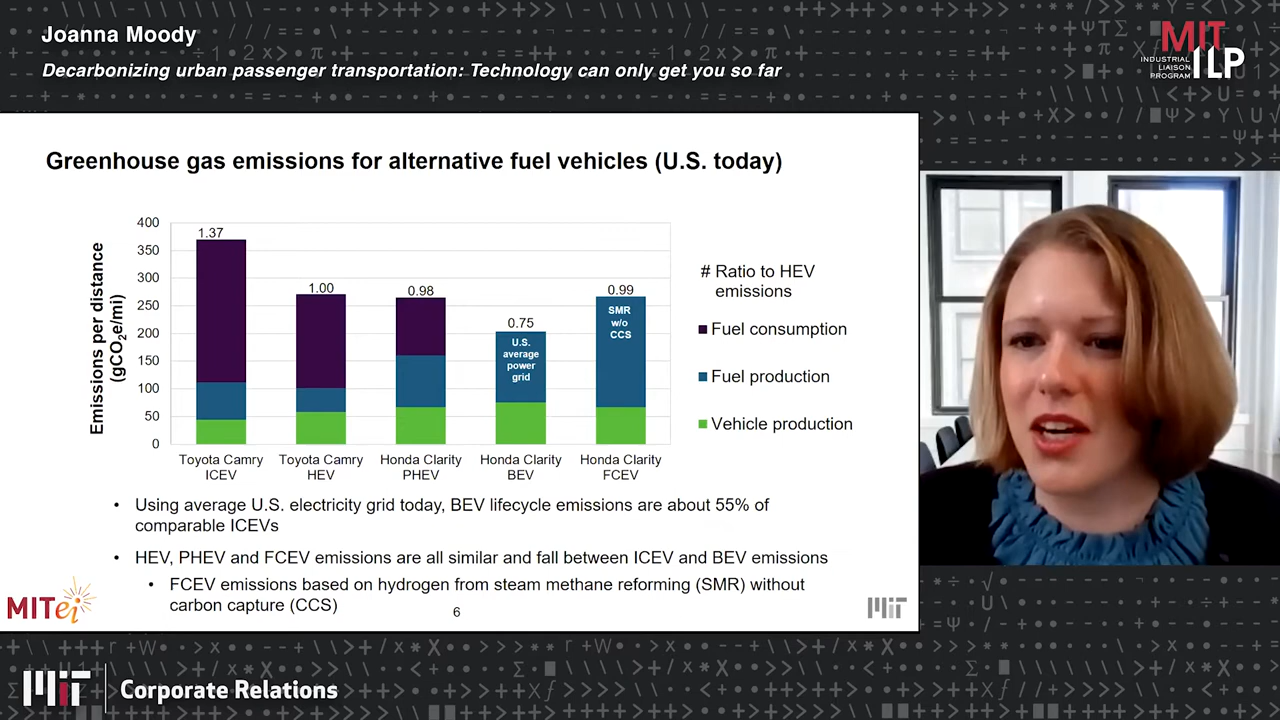 Joanna Moody
Decarbonizing urban passenger transportation: Technology can only get you so far
MIT
INDUSTRIAL
LIAISON
PROGRAM
ILP
Greenhouse gas emissions for alternative fuel vehicles (U.S. today)
Emissions per distance
(gCO₂e/mi)
400
350
300
250
200
150
100
50
0
1.37
1.00
0.98
0.75
0.99
U.S.
average
power
grid
SMR
w/o
CCS
Toyota Camry
ICEV
Toyota Camry
HEV
Honda Clarity
PHEV
Honda Clarity
BEV
Honda Clarity
FCEV
# Ratio to HEV
emissions
Fuel consumption
Fuel production
Vehicle production
• Using average U.S. electricity grid today, BEV lifecycle emissions are about 55% of
comparable ICEVs
• HEV, PHEV and FCEV emissions are all similar and fall between ICEV and BEV emissions
• FCEV emissions based on hydrogen from steam methane reforming (SMR) without
carbon capture (CCS)
MITei
6
MIT
MIT
Corporate Relations